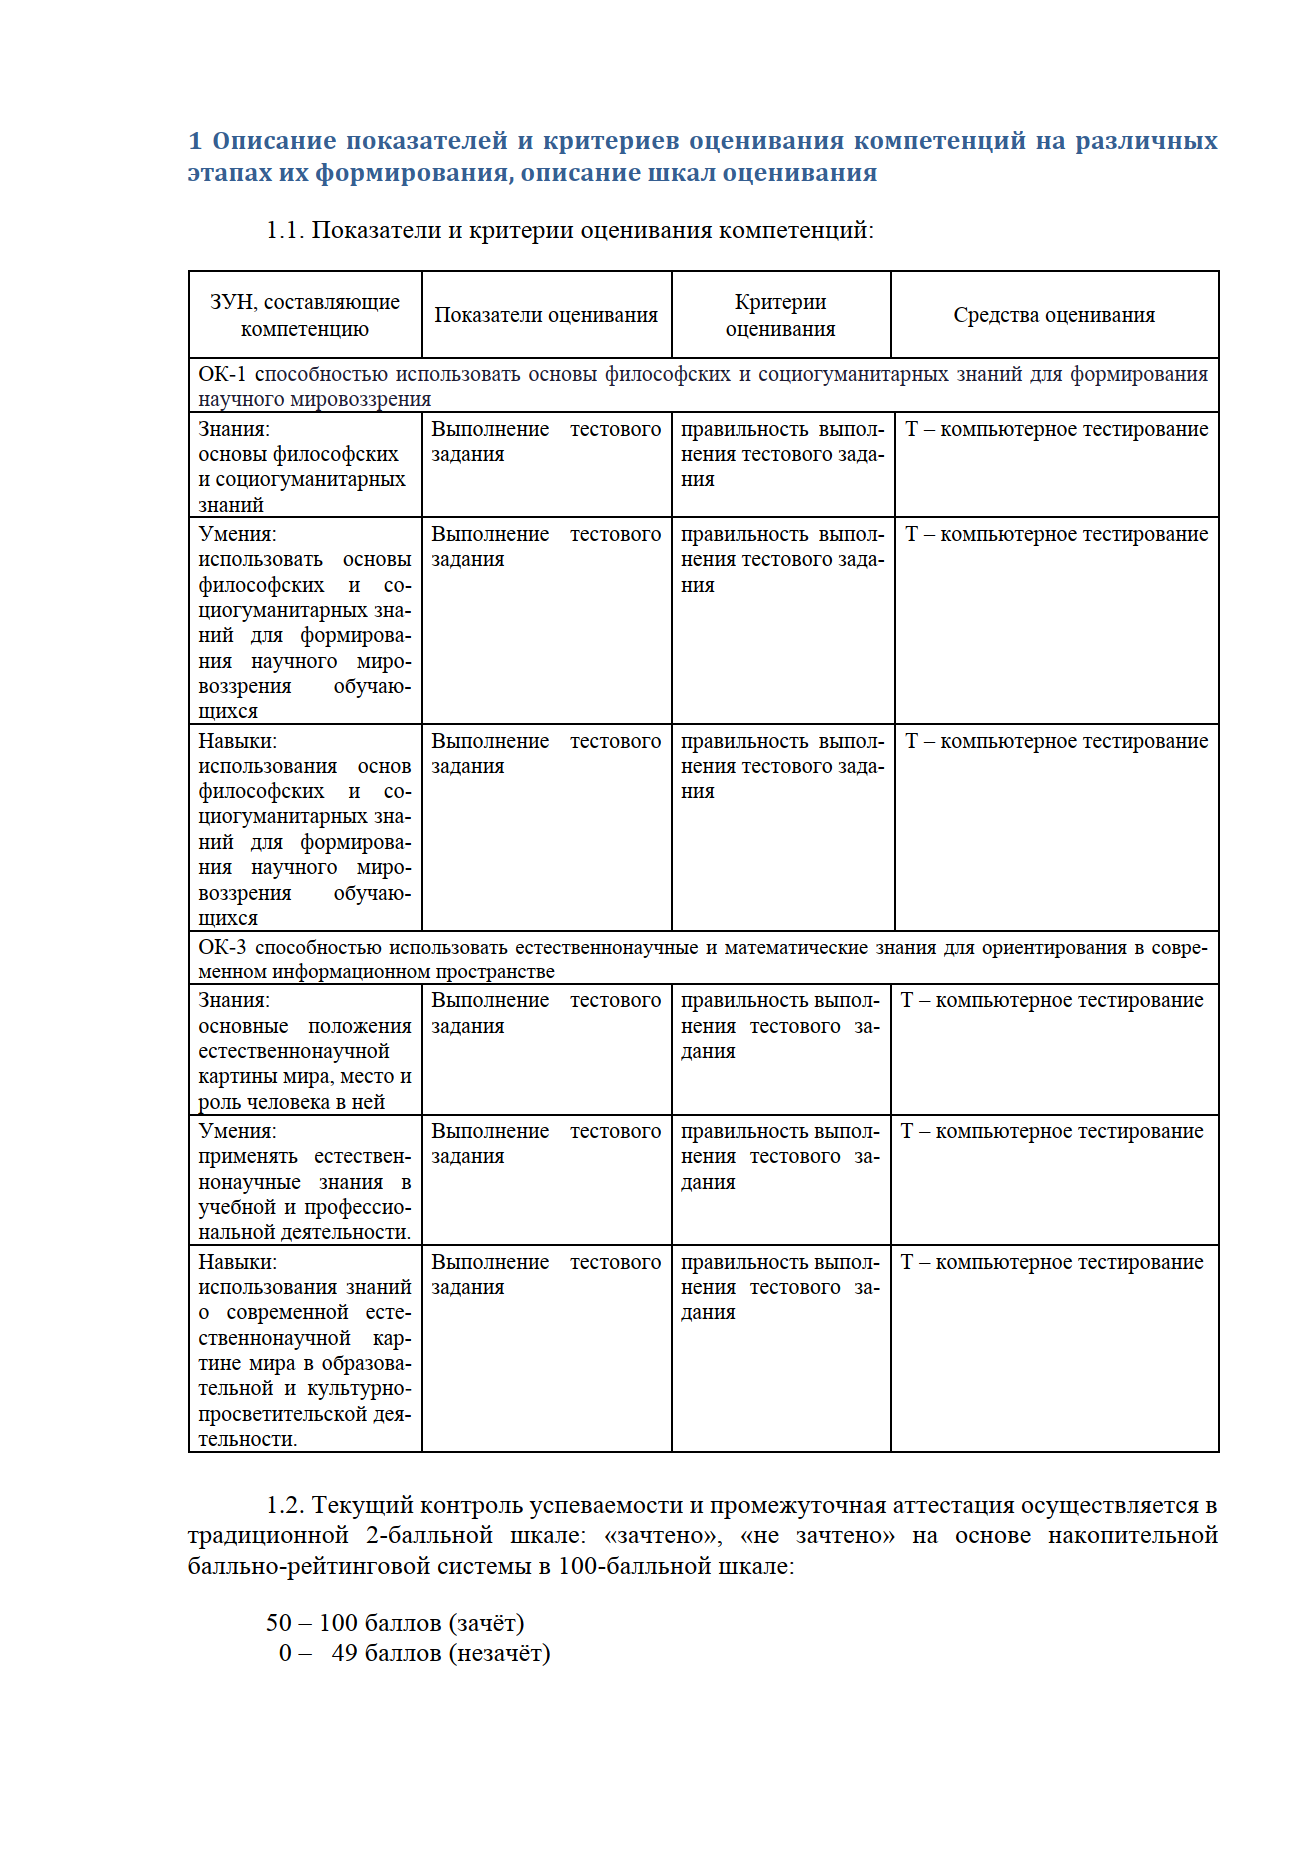 1 Описание показателей и критериев оценивания компетенций на различных
этапах их формирования, описание шкал оценивания
1.1. Показатели и критерии оценивания компетенций:
ЗУН, составляющие
компетенцию
Показатели оценивания
Критерии
оценивания
Средства оценивания
ОК-1 способностью использовать основы философских и социогуманитарных знаний для формирования
научного мировоззрения
Знания:
основы философских
и социогуманитарных
знаний
Выполнение тестового
задания
правильность выпол-
нения тестового зада-
ния
Т – компьютерное тестирование
Умения:
использовать основы
философских и со-
циогуманитарных зна-
ний для формирова-
ния научного миро-
воззрения обучаю-
щихся
Выполнение тестового
задания
правильность выпол-
нения тестового зада-
ния
Т – компьютерное тестирование
Навыки:
использования основ
философских и со-
циогуманитарных зна-
ний для формирова-
ния научного миро-
воззрения обучаю-
щихся
Выполнение тестового
задания
правильность выпол-
нения тестового зада-
ния
Т – компьютерное тестирование
ОК-3 способностью использовать естественнонаучные и математические знания для ориентирования в совре-
менном информационном пространстве
Знания:
основные положения
естественнонаучной
картины мира, место и
роль человека в ней
Выполнение тестового
задания
правильность выпол-
нения тестового за-
дания
Т – компьютерное тестирование
Умения:
применять естествен-
нонаучные знания в
учебной и профессио-
нальной деятельности.
Выполнение тестового
задания
правильность выпол-
нения тестового за-
дания
Т – компьютерное тестирование
Навыки:
использования знаний
о современной есте-
ственнонаучной кар-
тине мира в образова-
тельной и культурно-
просветительской дея-
тельности.
Выполнение тестового
задания
правильность выпол-
нения тестового за-
дания
Т – компьютерное тестирование
1.2. Текущий контроль успеваемости и промежуточная аттестация осуществляется в
традиционной 2-балльной шкале: «зачтено», «не зачтено» на основе накопительной
балльно-рейтинговой системы в 100-балльной шкале:
50 – 100 баллов (зачёт)
0 – 49 баллов (незачёт)